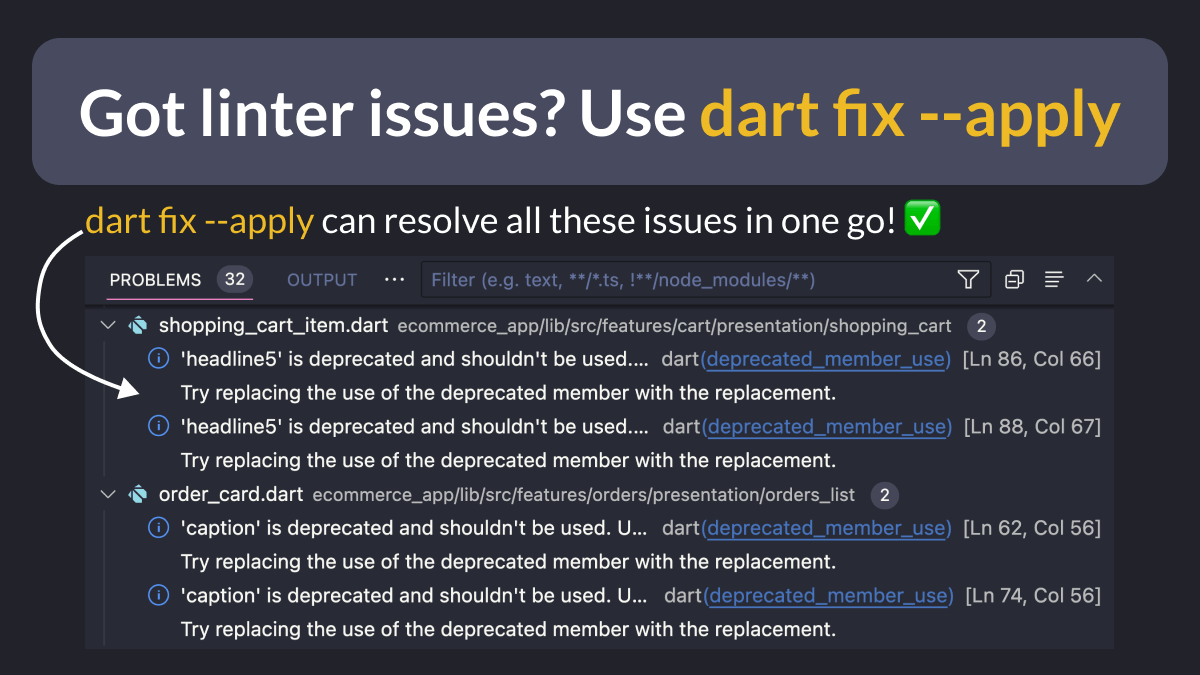 Got linter issues? Use dart fix --apply
dart fix --apply can resolve all these issues in one go! ✅
PROBLEMS 32 OUTPUT ··· Filter (e.g. text, **/*.ts, !**/node_modules/**)
shopping_cart_item.dart ecommerce_app/lib/src/features/cart/presentation/shopping_cart 2
'headline5' is deprecated and shouldn't be used.... dart(deprecated_member_use) [Ln 86, Col 66]
Try replacing the use of the deprecated member with the replacement.
'headline5' is deprecated and shouldn't be used.... dart(deprecated_member_use) [Ln 88, Col 67]
Try replacing the use of the deprecated member with the replacement.
order_card.dart ecommerce_app/lib/src/features/orders/presentation/orders_list 2
'caption' is deprecated and shouldn't be used. U... dart(deprecated_member_use) [Ln 62, Col 56]
Try replacing the use of the deprecated member with the replacement.
'caption' is deprecated and shouldn't be used. U... dart(deprecated_member_use) [Ln 74, Col 56]
Try replacing the use of the deprecated member with the replacement.